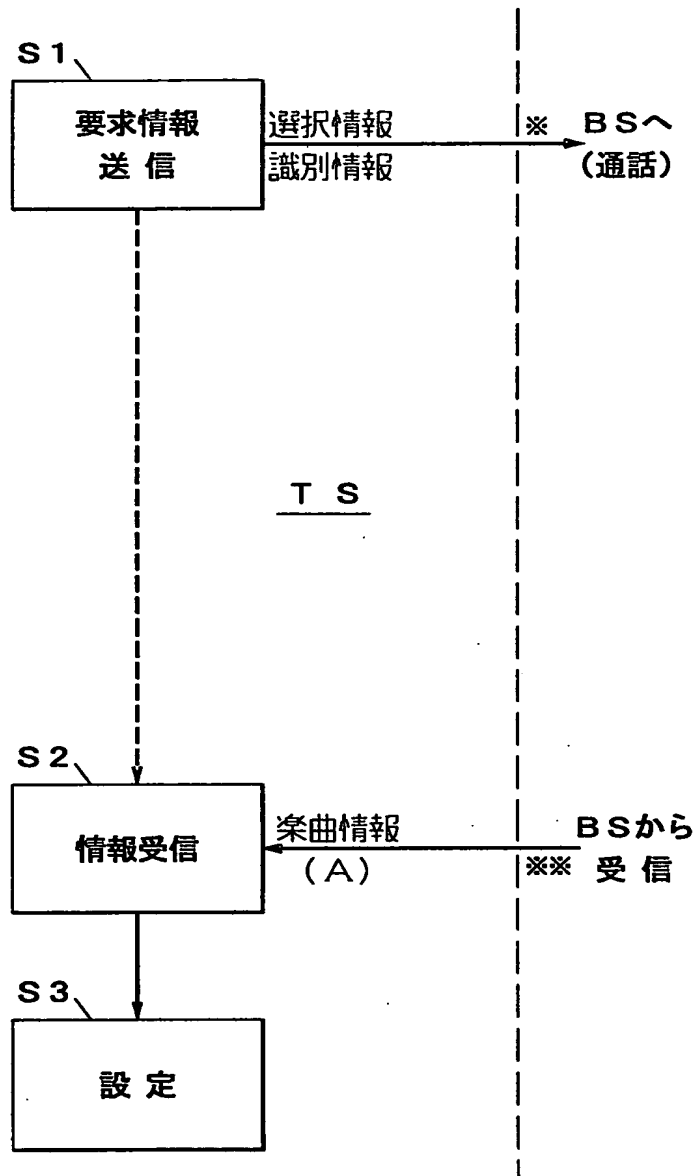 S1
要求情報
送信
選択情報
識別情報
※
BSへ
(通話)
TS
S2
情報受信
楽曲情報
(A)
BSから
※※
受信
S3
設定